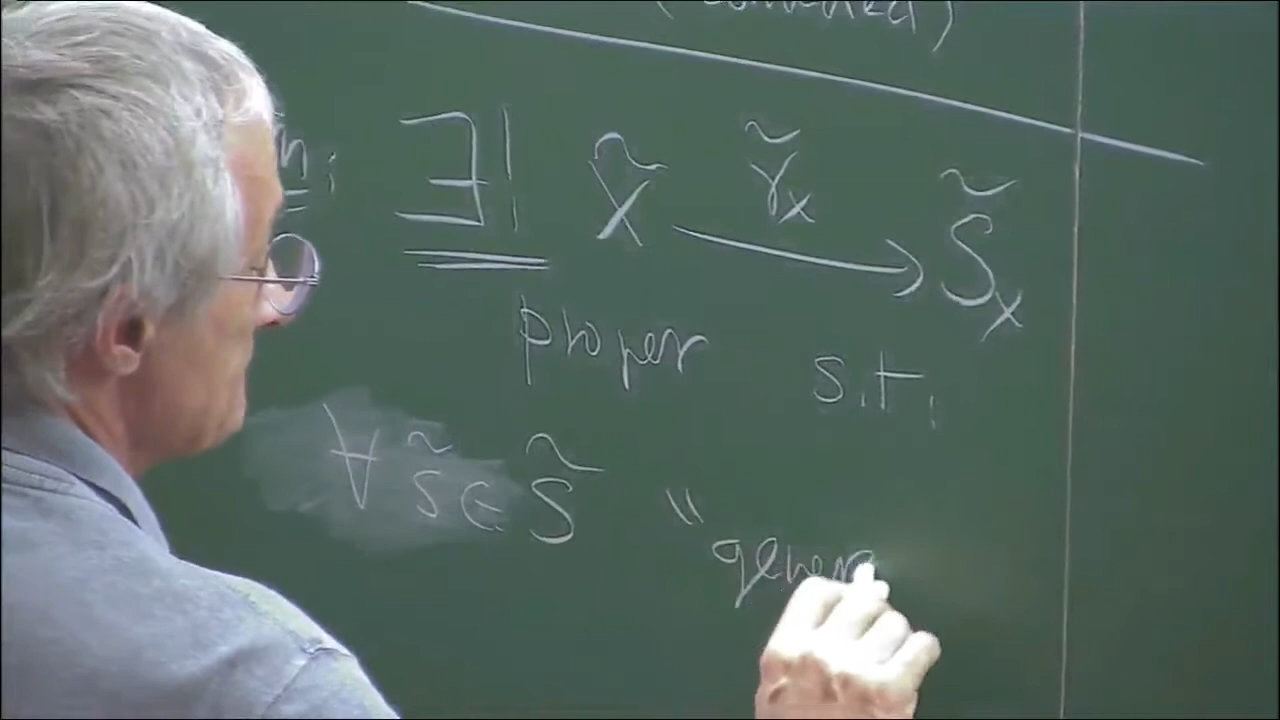 ∃! X̃ → S̃ₓ
γ̃ₓ
proper s.t.
∀ s̃ ∈ S̃ "gener